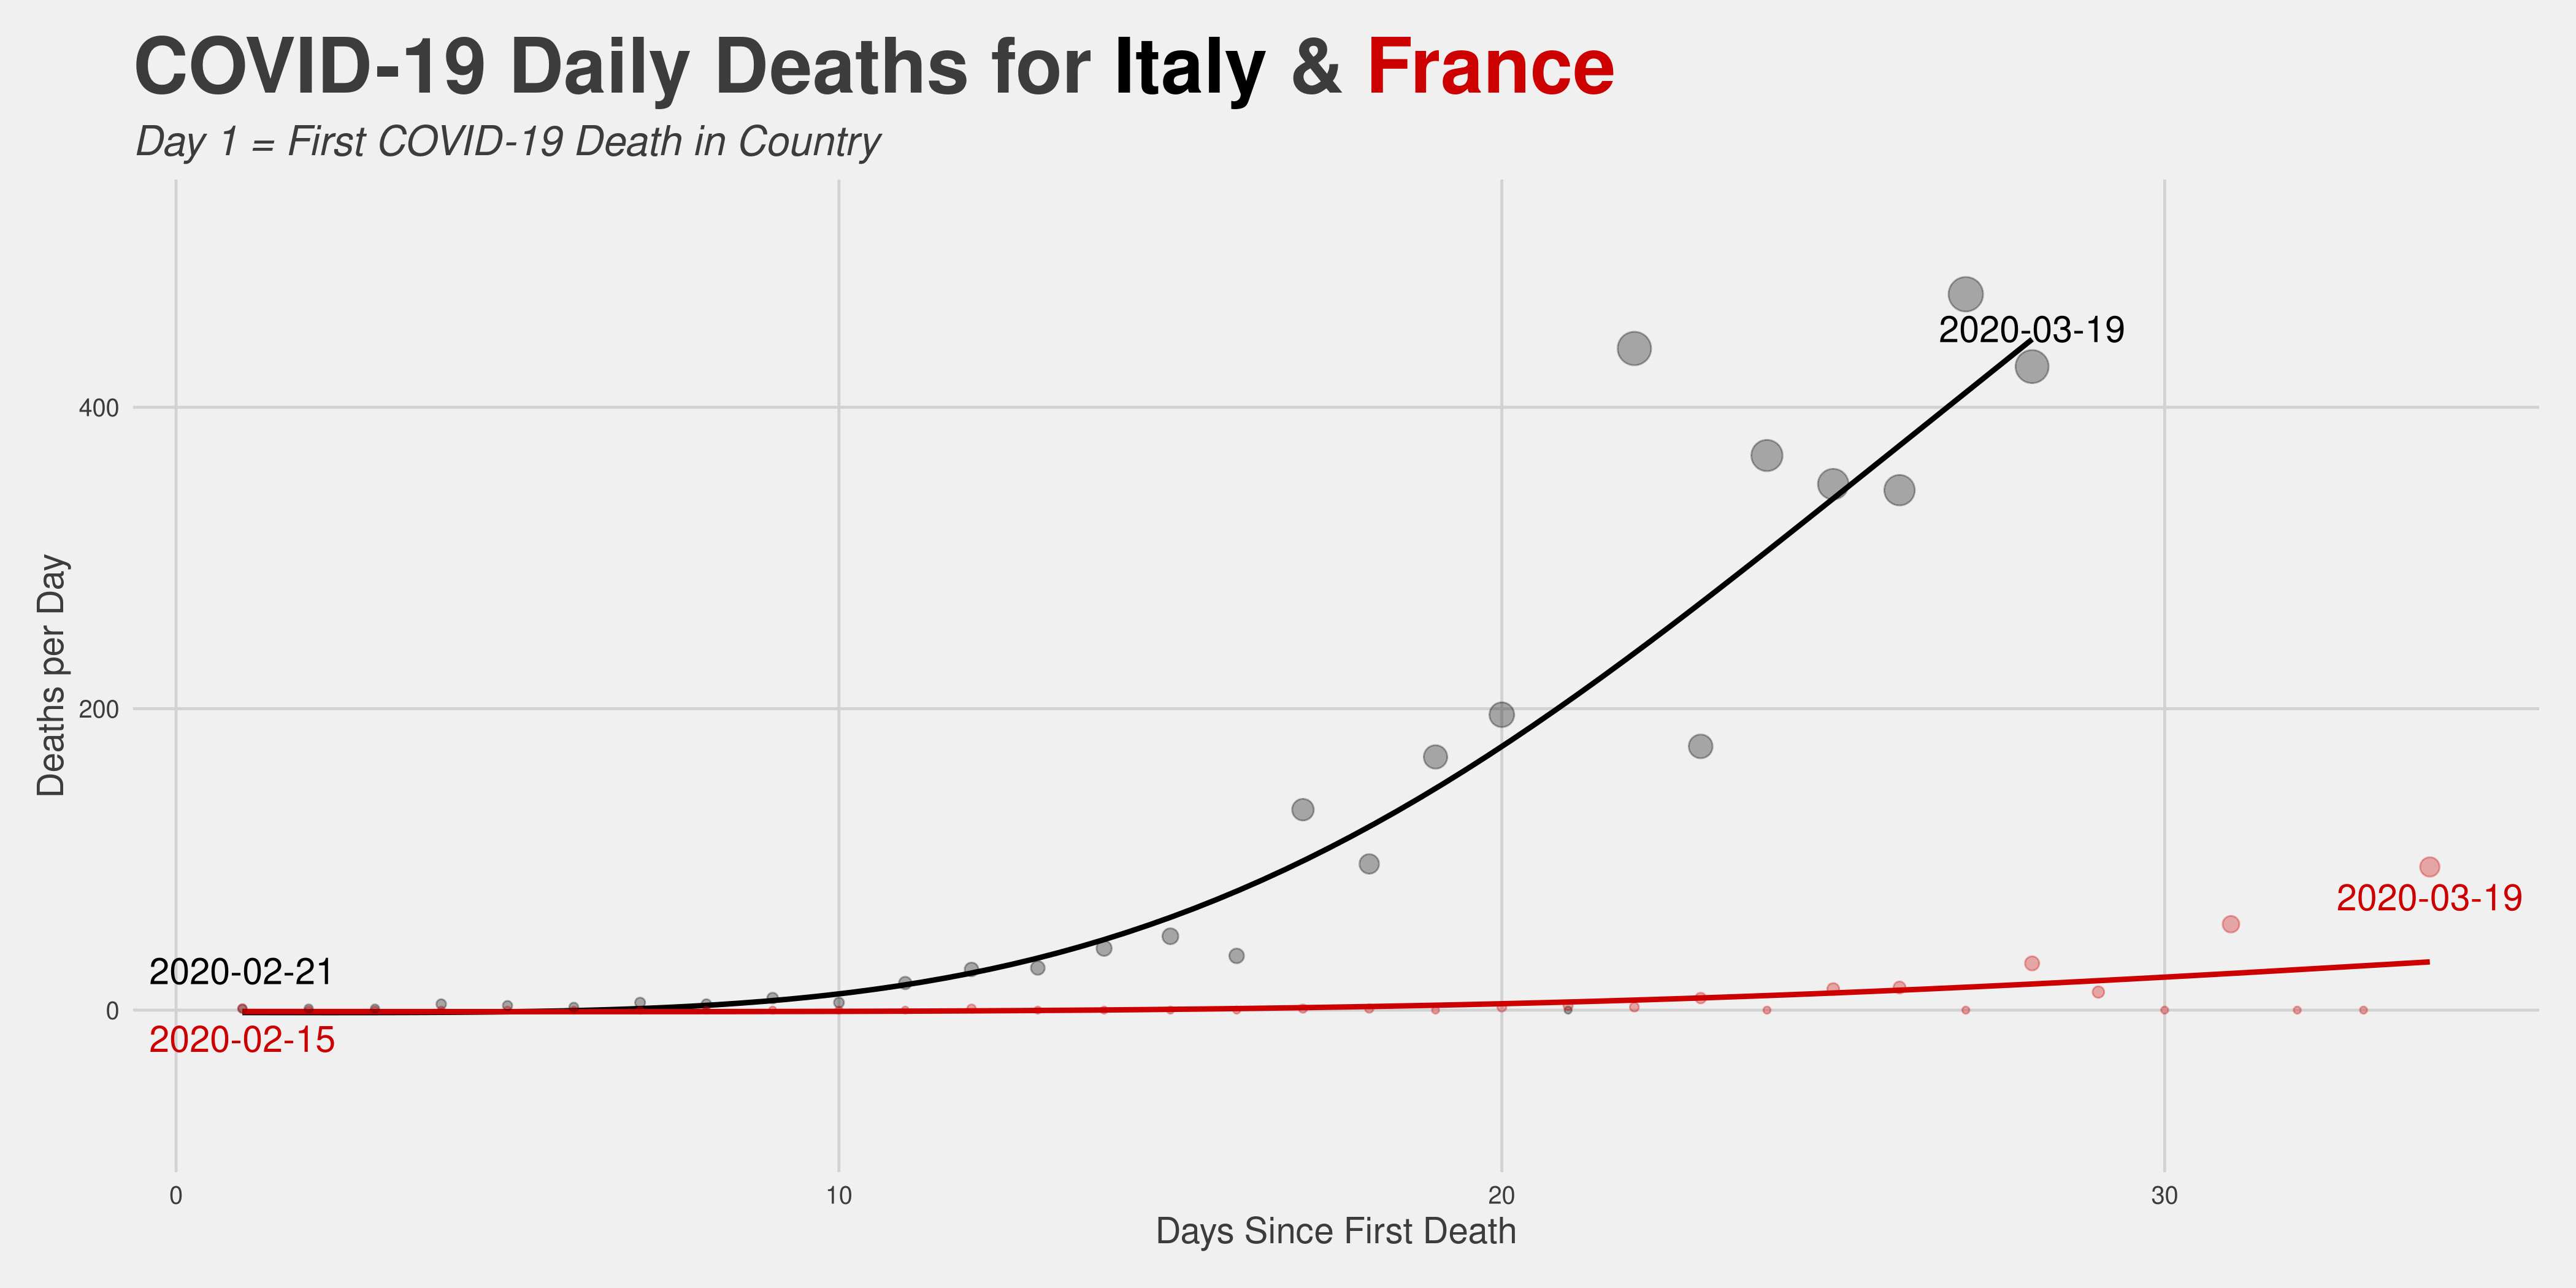 COVID-19 Daily Deaths for Italy & France
Day 1 = First COVID-19 Death in Country
Deaths per Day
400
200
0
2020-03-19
2020-03-19
2020-02-21
2020-02-15
0 10 20 30
Days Since First Death